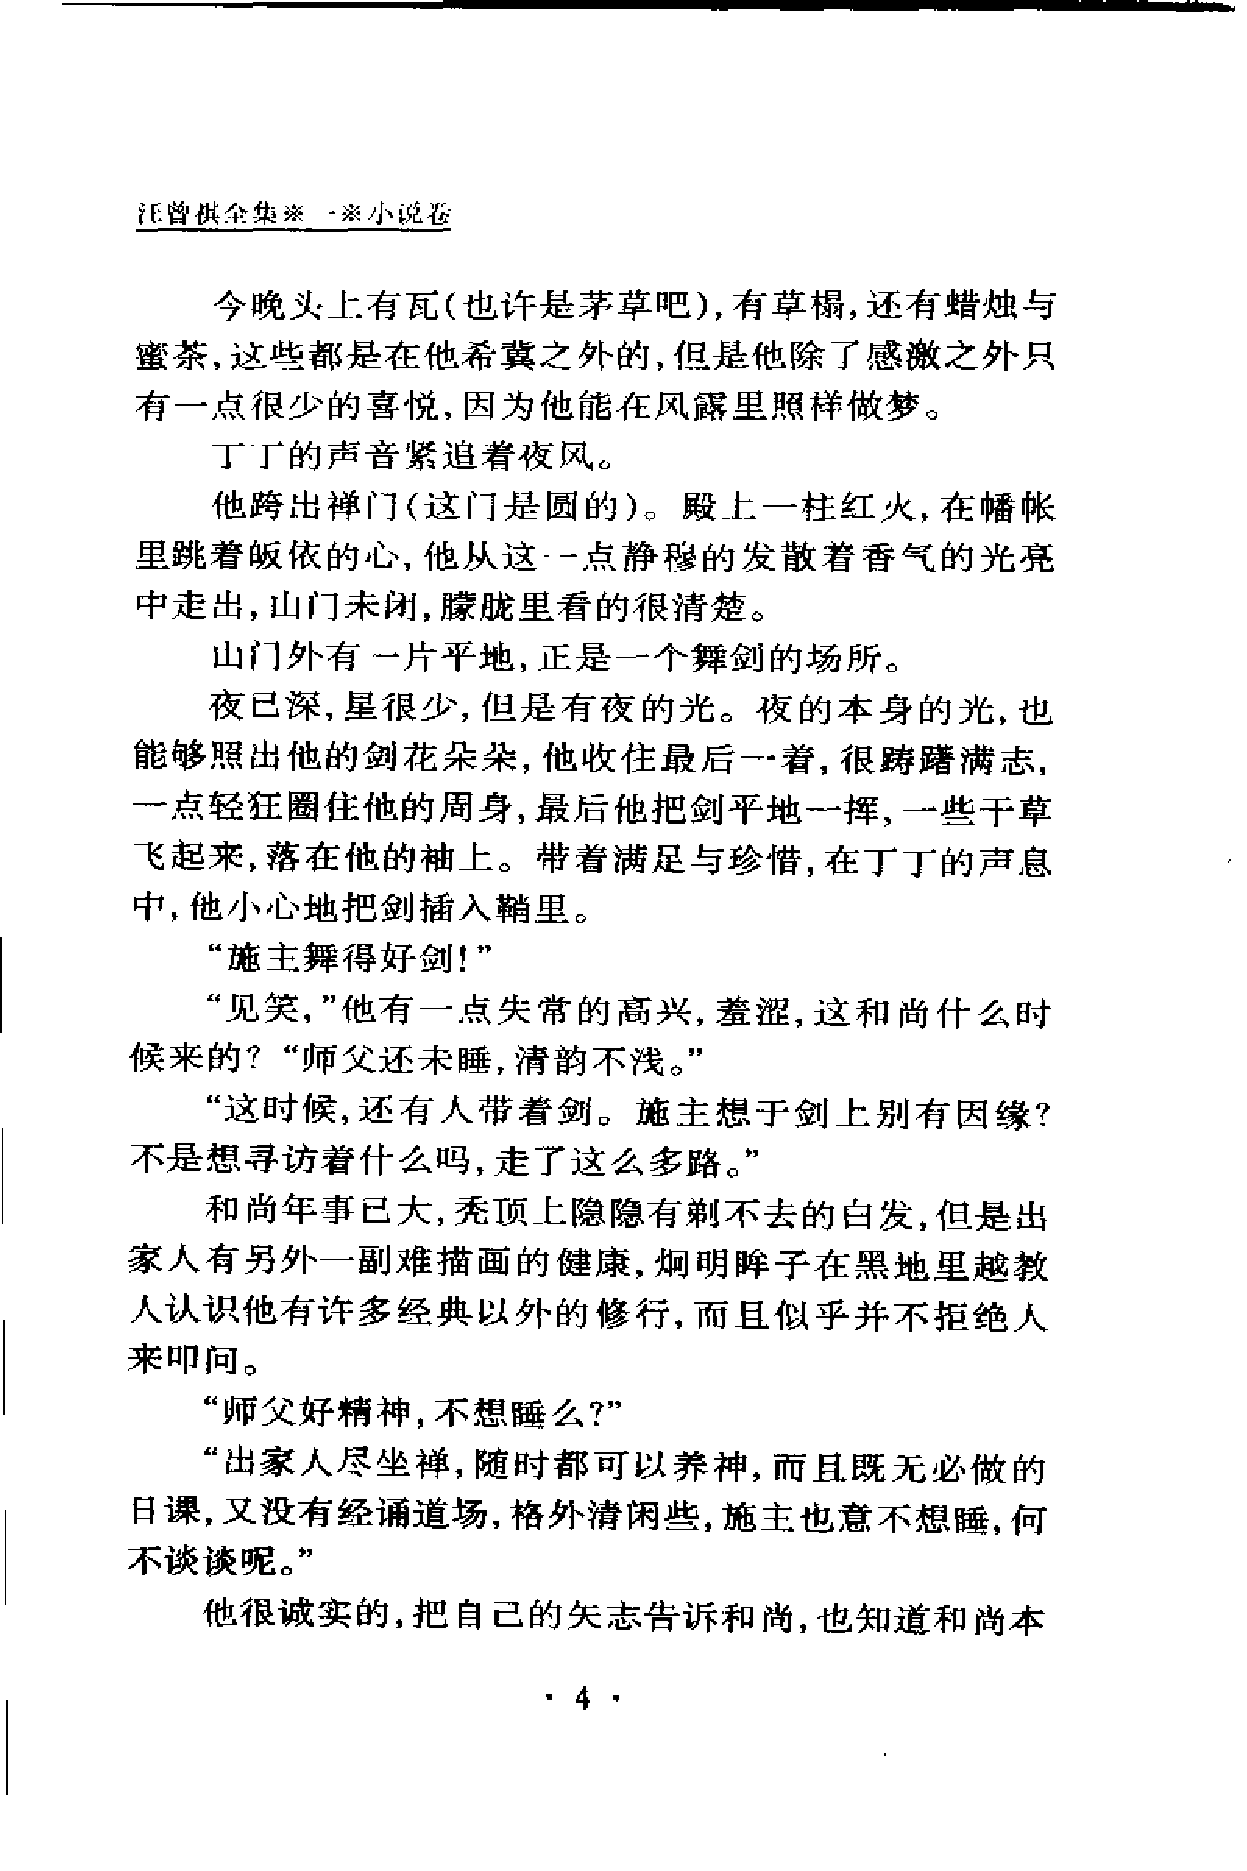 汪曾祺全集※一※小说卷
今晚头上有瓦(也许是茅草吧),有草榻,还有蜡烛与
蜜茶,这些都是在他希冀之外的,但是他除了感激之外只
有一点很少的喜悦,因为他能在风露里照样做梦。
丁丁的声音紧追着夜风。
他跨出禅门(这门是圆的)。殿上一柱红火,在幡帐
里跳着皈依的心,他从这一点静穆的发散着香气的光亮
中走出,山门未闭,朦胧里看的很清楚。
山门外有一片平地,正是一个舞剑的场所。
夜已深,星很少,但是有夜的光。夜的本身的光,也
能够照出他的剑花朵朵,他收住最后一着,很踌躇满志,
一点轻狂圈住他的周身,最后他把剑平地一挥,一些干草
飞起来,落在他的袖上。带着满足与珍惜,在丁丁的声息
中,他小心地把剑插入鞘里。
“施主舞得好剑!”
“见笑,”他有一点失常的高兴,羞涩,这和尚什么时
候来的?“师父还未睡,清韵不浅。”
“这时候,还有人带着剑。施主想于剑上别有因缘?
不是想寻访着什么吗,走了这么多路。”
和尚年事已大,秃顶上隐隐有剃不去的白发,但是出
家人有另外一副难描画的健康,炯明眸子在黑地里越教
人认识他有许多经典以外的修行,而且似乎并不拒绝人
来叩问。
“师父好精神,不想睡么?”
“出家人尽坐禅,随时都可以养神,而且既无必做的
日课,又没有经诵道场,格外清闲些,施主也意不想睡,何
不谈谈呢。”
他很诚实的,把自己的矢志告诉和尚,也知道和尚本
· 4 ·